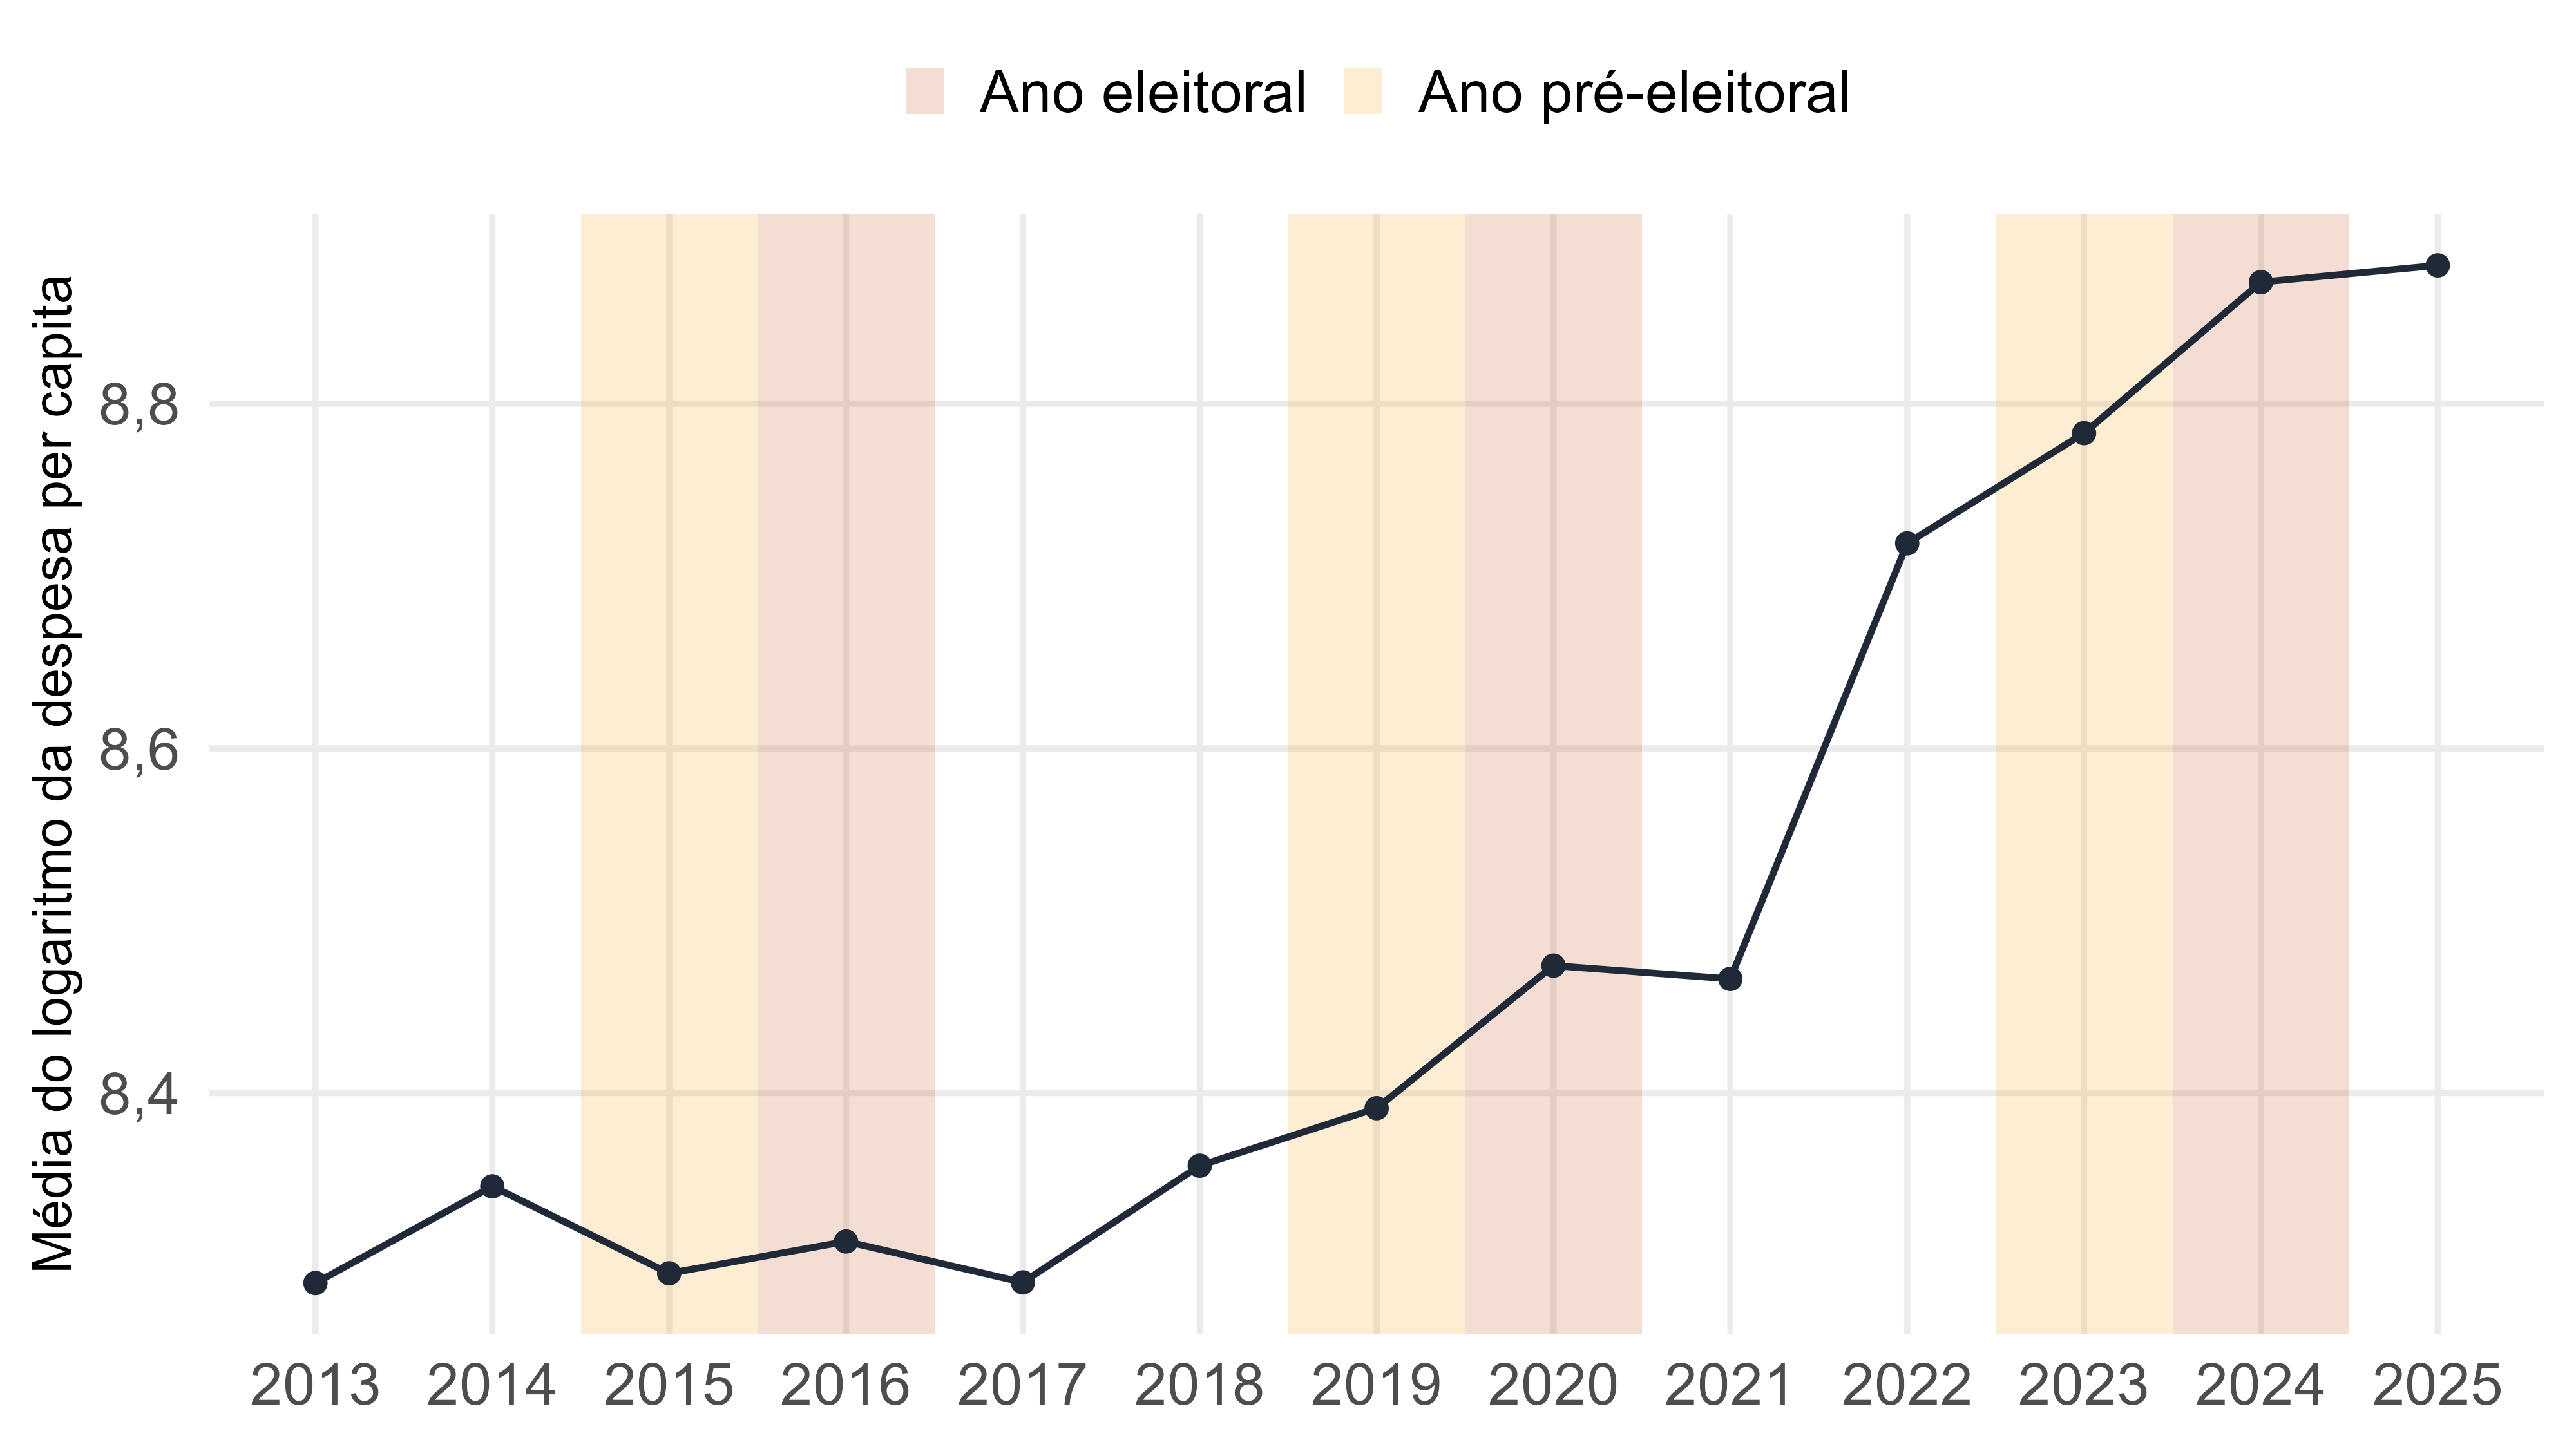 Ano eleitoral
Ano pré-eleitoral
Média do logaritmo da despesa per capita
8,8
8,6
8,4
2013 2014 2015 2016 2017 2018 2019 2020 2021 2022 2023 2024 2025